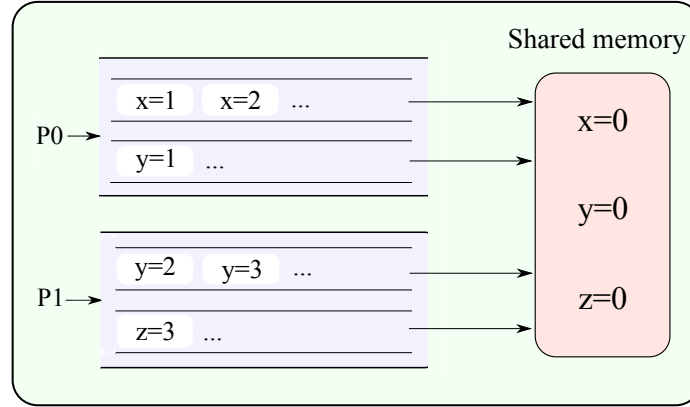 Shared memory
x=1 x=2 ...
P0
y=1 ...
y=2 y=3 ...
P1
z=3 ...
x=0
y=0
z=0